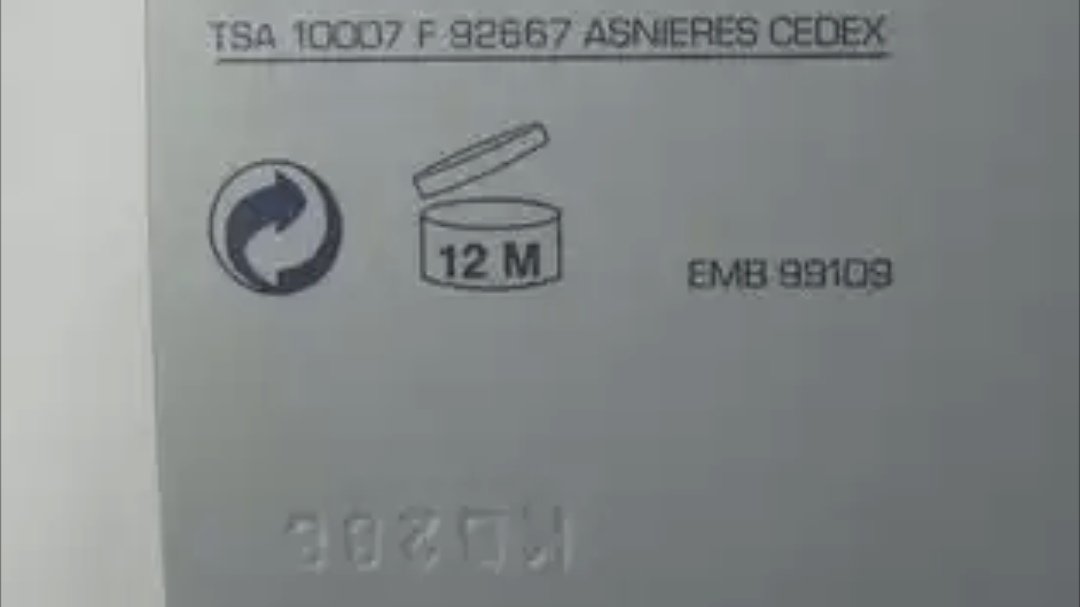 TSA 10007 F 92667 ASNIERES CEDEX
12 M
EMB 99109